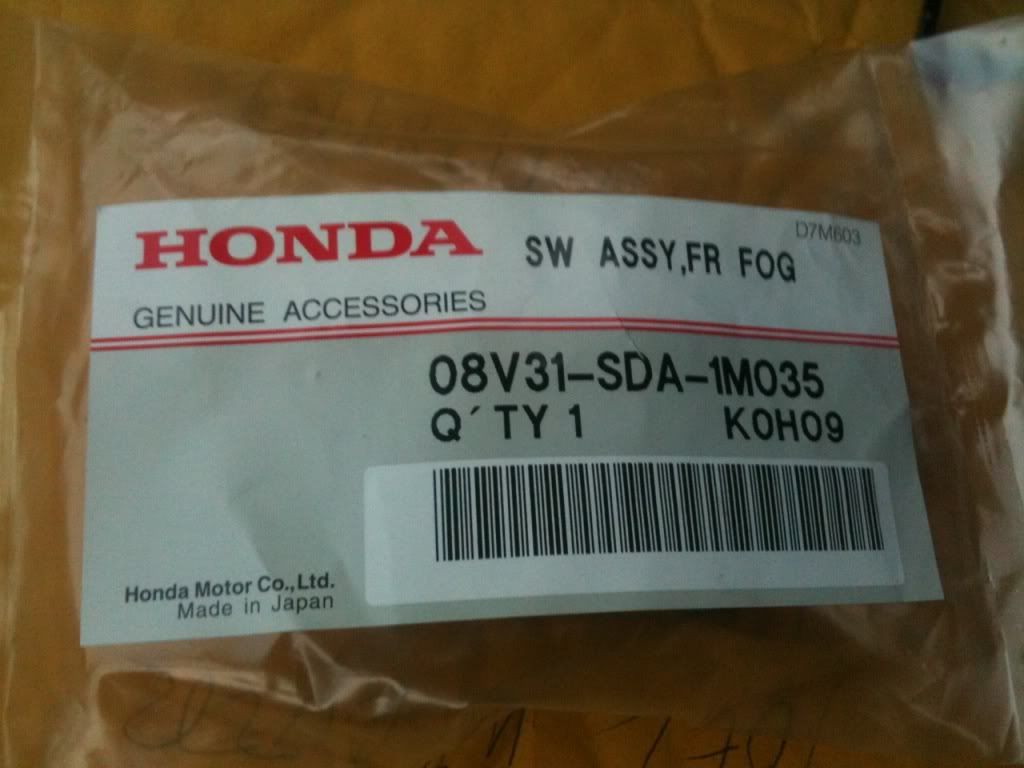 HONDA
SW ASSY,FR FOG
D7M603
GENUINE ACCESSORIES
08V31-SDA-1M035
Q´TY 1 K0H09
Honda Motor Co.,Ltd.
Made in Japan